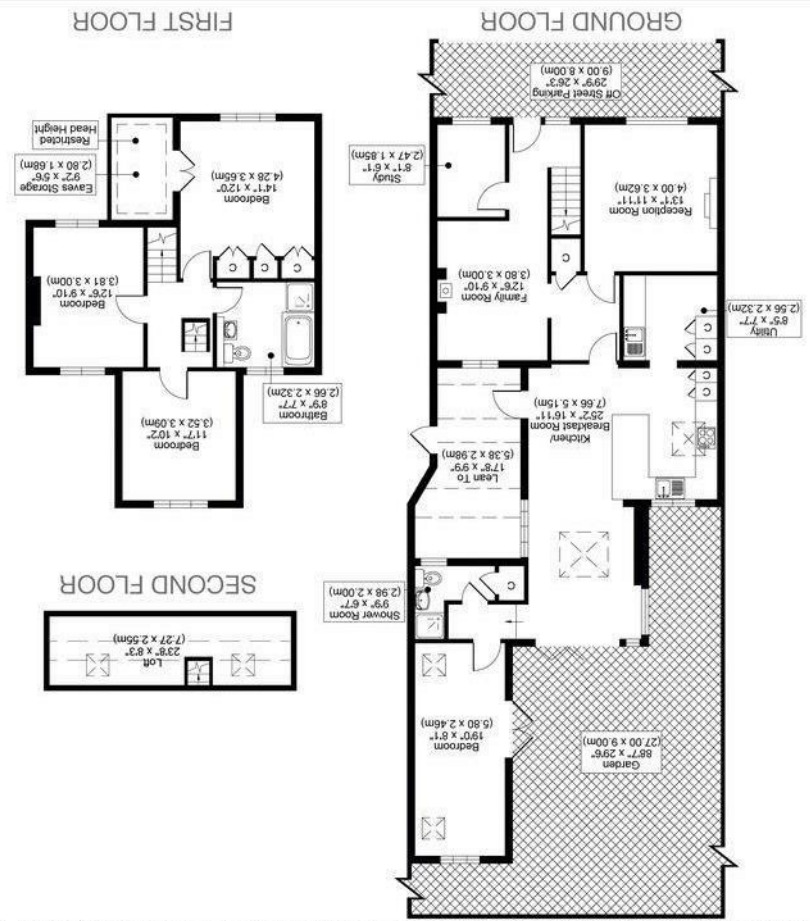 GROUND FLOOR
Off Street Parking
29'9" x 26'3"
(9.00 x 8.00m)
Study
8'1" x 6'1"
(2.47 x 1.85m)
Reception Room
13'1" x 11'11"
(4.00 x 3.62m)
C
Family Room
12'6" x 9'10"
(3.80 x 3.00m)
Utility
8'5" x 7'7"
(2.56 x 2.32m)
C
C
C
C
Kitchen/
Breakfast Room
25'2" x 16'11"
(7.66 x 5.15m)
Lean To
17'8" x 9'9"
(5.38 x 2.98m)
C
Shower Room
9'9" x 6'7"
(2.98 x 2.00m)
Bedroom
19'0" x 8'1"
(5.80 x 2.46m)
Garden
88'7" x 29'6"
(27.00 x 9.00m)
FIRST FLOOR
Restricted
Head Height
Eaves Storage
9'2" x 5'6"
(2.80 x 1.68m)
Bedroom
14'1" x 12'0"
(4.28 x 3.65m)
C
C
C
Bedroom
12'6" x 9'10"
(3.81 x 3.00m)
Bathroom
8'9" x 7'7"
(2.66 x 2.32m)
Bedroom
11'7" x 10'2"
(3.52 x 3.09m)
SECOND FLOOR
Loft
23'8" x 8'3"
(7.27 x 2.55m)